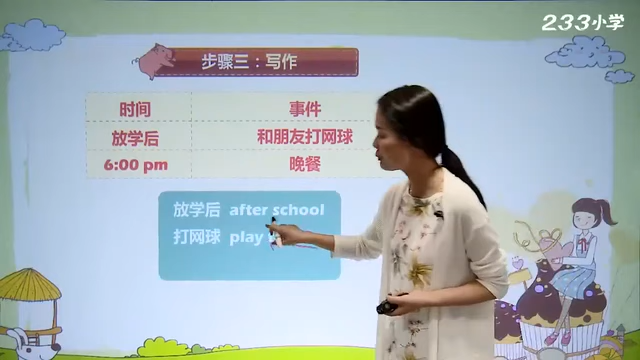 233小学
步骤三：写作
时间 事件
放学后 和朋友打网球
6:00 pm 晚餐
放学后 after school
打网球 play